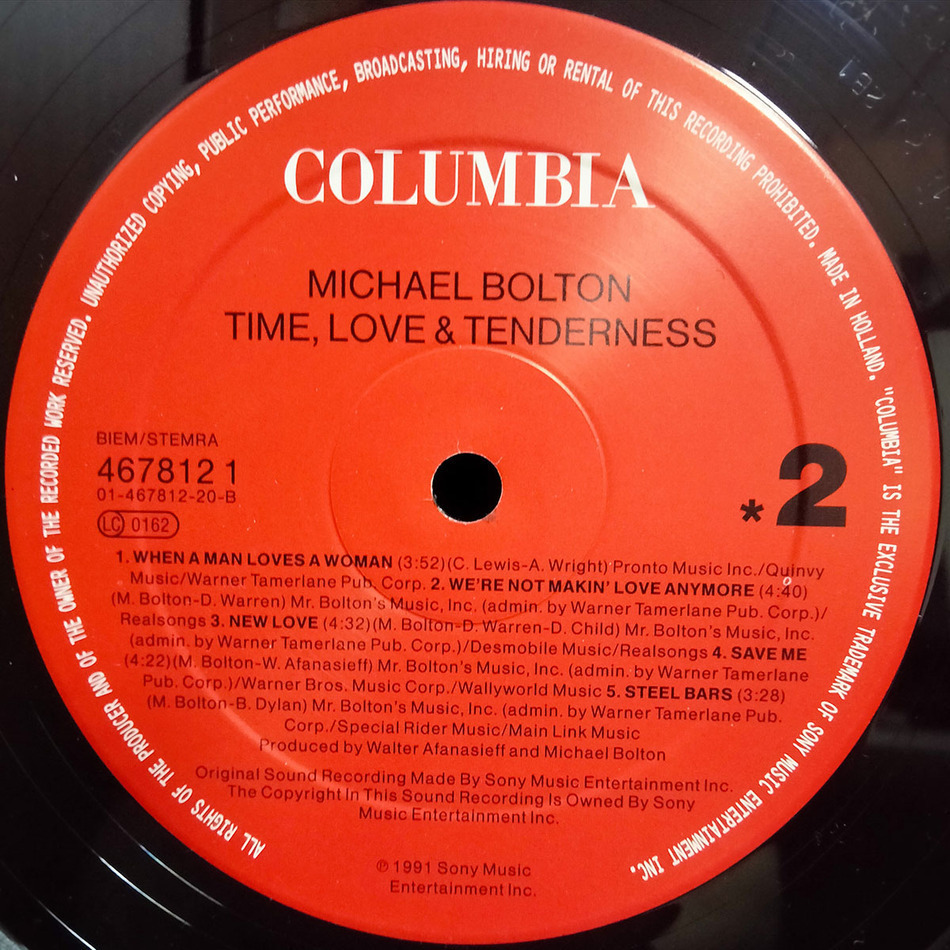 ALL RIGHTS OF THE PRODUCER AND OF THE OWNER OF THE RECORDED WORK RESERVED. UNAUTHORIZED COPYING, PUBLIC PERFORMANCE, BROADCASTING, HIRING OR RENTAL OF THIS RECORDING PROHIBITED. MADE IN HOLLAND. "COLUMBIA" IS THE EXCLUSIVE TRADEMARK OF SONY MUSIC ENTERTAINMENT INC.
COLUMBIA
MICHAEL BOLTON
TIME, LOVE & TENDERNESS
BIEM/STEMRA
467812 1
01-467812-20-B
LC 0162
*2
1. WHEN A MAN LOVES A WOMAN (3:52)(C. Lewis-A. Wright) Pronto Music Inc./Quinvy
Music/Warner Tamerlane Pub. Corp. 2. WE'RE NOT MAKIN' LOVE ANYMORE (4:40)
(M. Bolton-D. Warren) Mr. Bolton's Music, Inc. (admin. by Warner Tamerlane Pub. Corp.)/
Realsongs 3. NEW LOVE (4:32)(M. Bolton-D. Warren-D. Child) Mr. Bolton's Music, Inc.
(admin. by Warner Tamerlane Pub. Corp.)/Desmobile Music/Realsongs 4. SAVE ME
(4:22)(M. Bolton-W. Afanasieff) Mr. Bolton's Music, Inc. (admin. by Warner Tamerlane
Pub. Corp.)/Warner Bros. Music Corp./Wallyworld Music 5. STEEL BARS (3:28)
(M. Bolton-B. Dylan) Mr. Bolton's Music, Inc. (admin. by Warner Tamerlane Pub.
Corp./Special Rider Music/Main Link Music
Produced by Walter Afanasieff and Michael Bolton
Original Sound Recording Made By Sony Music Entertainment Inc.
The Copyright In This Sound Recording Is Owned By Sony
Music Entertainment Inc.
℗ 1991 Sony Music
Entertainment Inc.